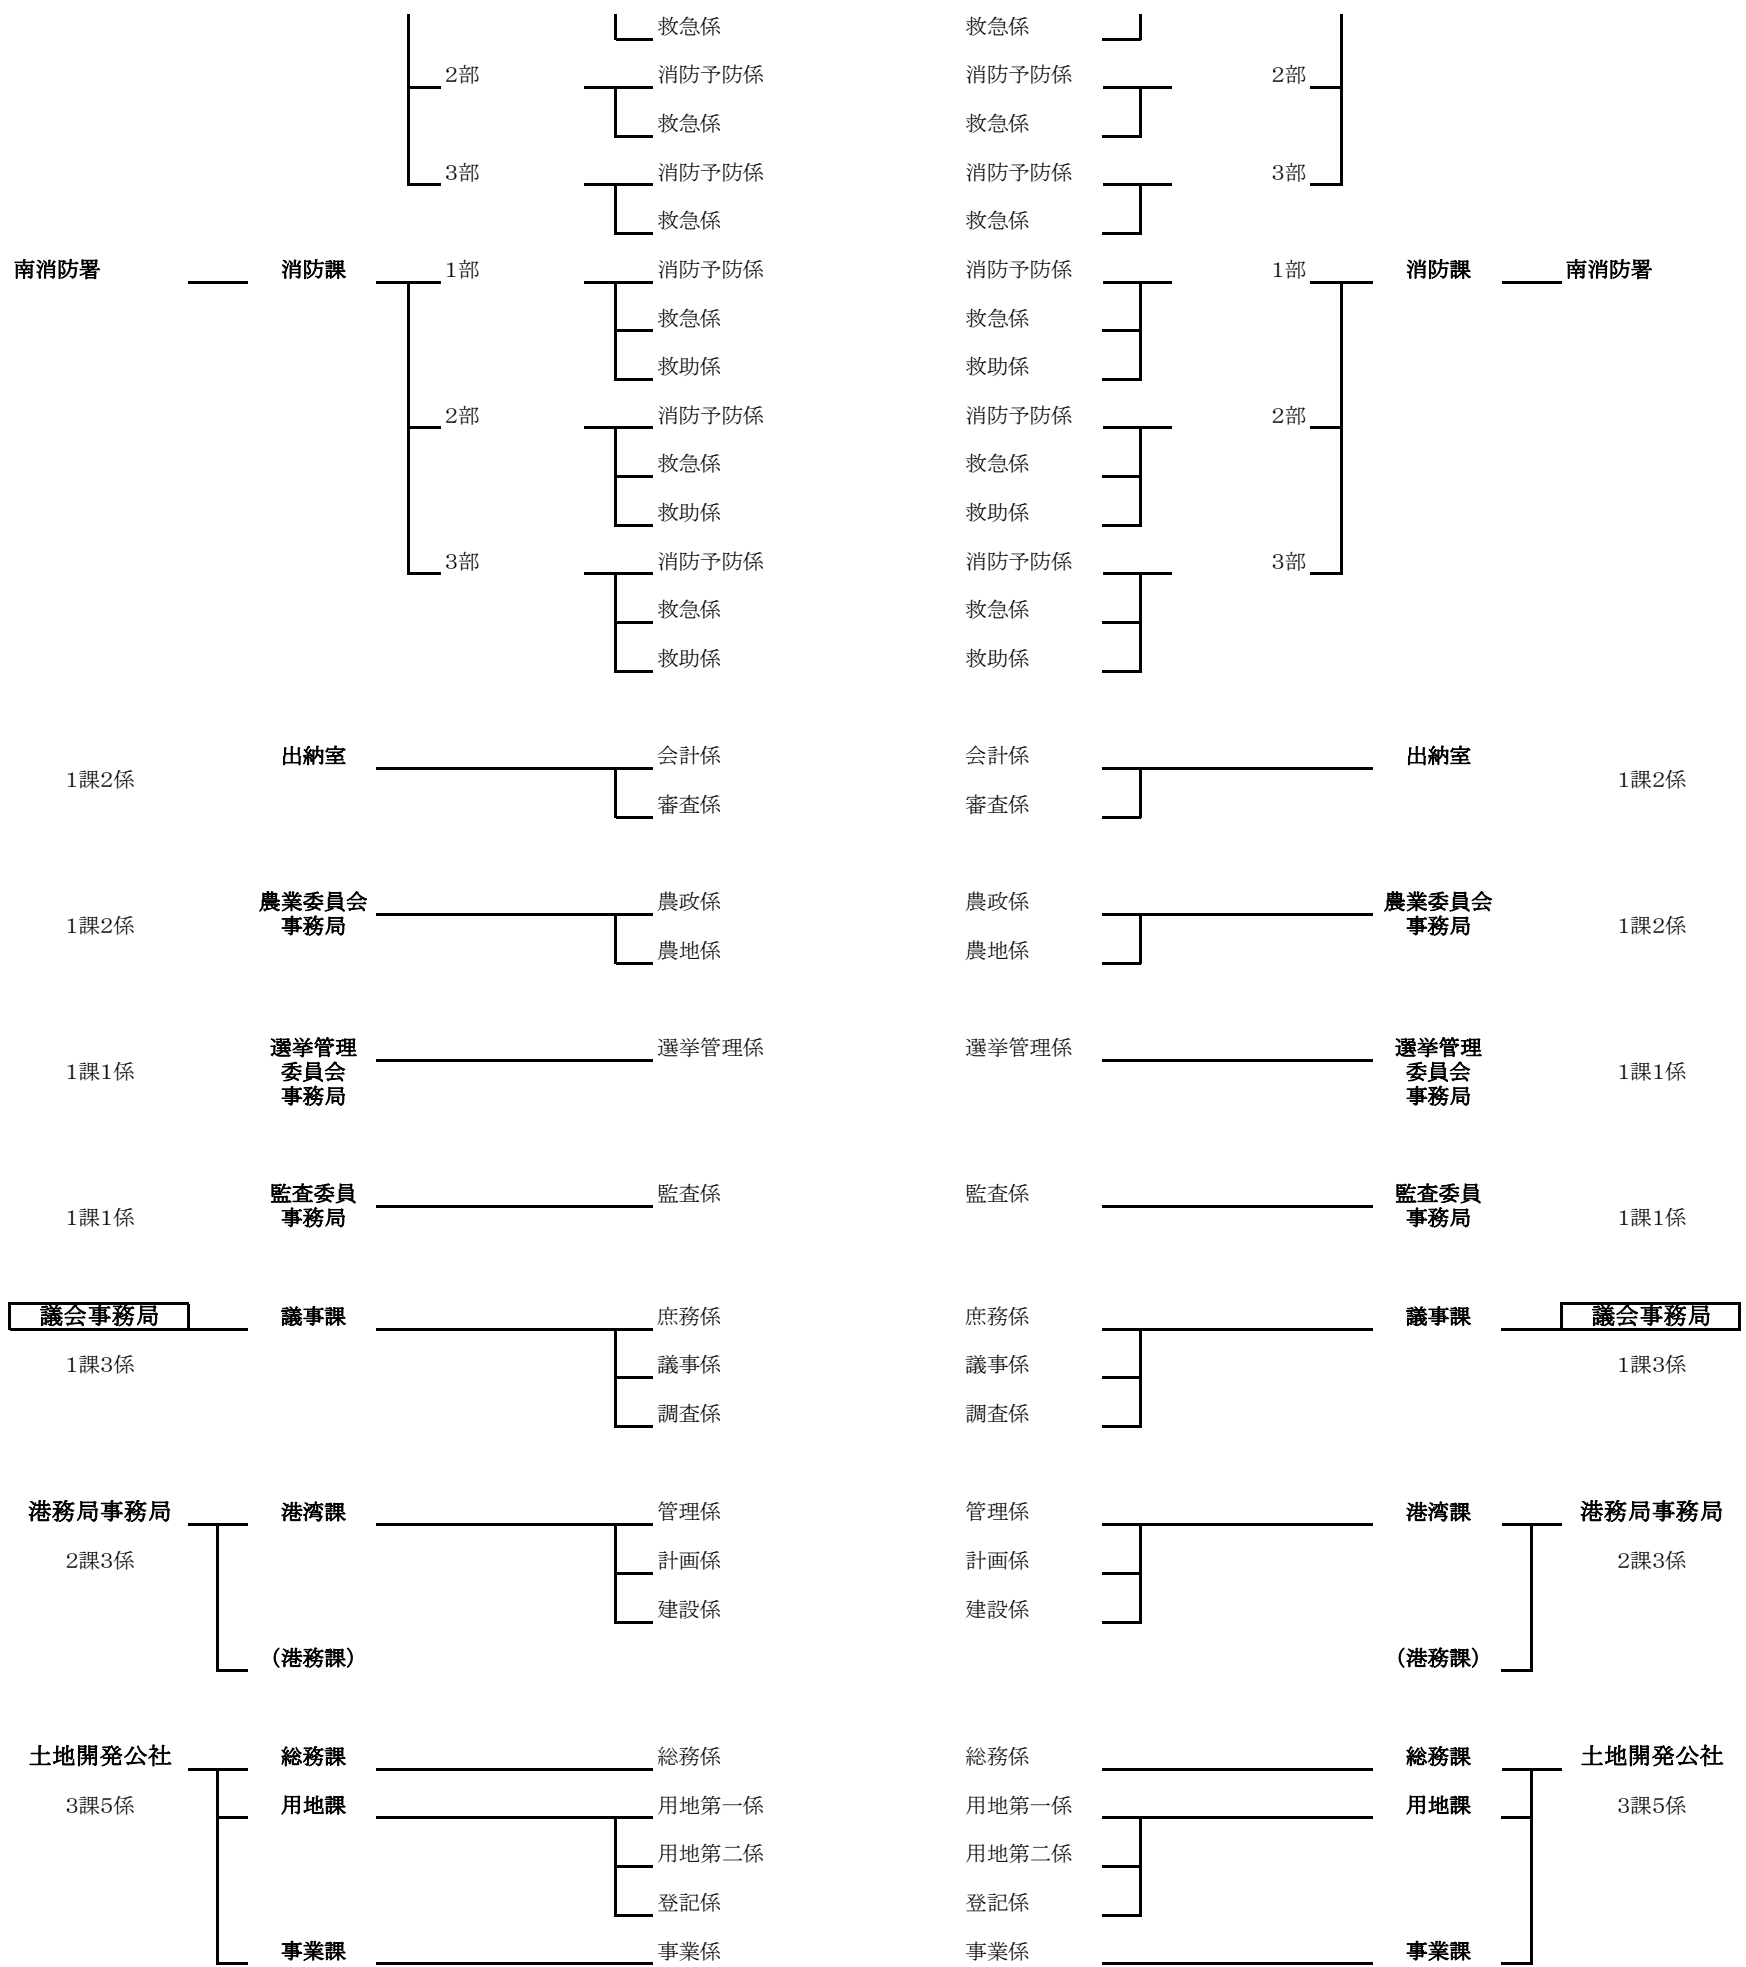 救急係 救急係
2部 消防予防係 消防予防係 2部
救急係 救急係
3部 消防予防係 消防予防係 3部
救急係 救急係
南消防署 消防課 1部 消防予防係 消防予防係 1部 消防課 南消防署
救急係 救急係
救助係 救助係
2部 消防予防係 消防予防係 2部
救急係 救急係
救助係 救助係
3部 消防予防係 消防予防係 3部
救急係 救急係
救助係 救助係
出納室 会計係 会計係 出納室
1課2係 1課2係
審査係 審査係
農業委員会 農政係 農政係 農業委員会
1課2係 事務局 事務局 1課2係
農地係 農地係
選挙管理 選挙管理係 選挙管理係 選挙管理
1課1係 委員会 委員会 1課1係
事務局 事務局
監査委員 監査係 監査係 監査委員
1課1係 事務局 事務局 1課1係
議会事務局 議事課 庶務係 庶務係 議事課 議会事務局
1課3係 議事係 議事係 1課3係
調査係 調査係
港務局事務局 港湾課 管理係 管理係 港湾課 港務局事務局
2課3係 計画係 計画係 2課3係
建設係 建設係
(港務課) (港務課)
土地開発公社 総務課 総務係 総務係 総務課 土地開発公社
3課5係 用地課 用地第一係 用地第一係 用地課 3課5係
用地第二係 用地第二係
登記係 登記係
事業課 事業係 事業係 事業課